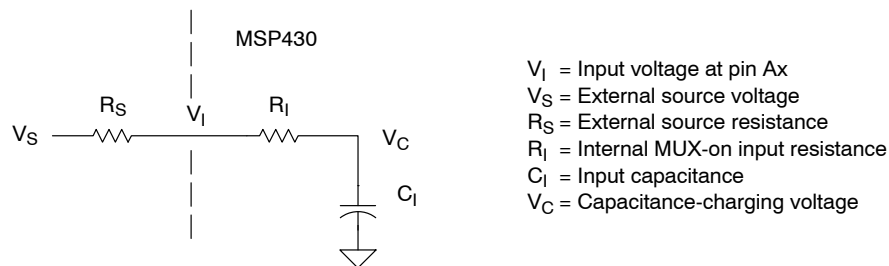 MSP430
R_S
V_I
R_I
V_S
V_C
C_I
V_I = Input voltage at pin Ax
V_S = External source voltage
R_S = External source resistance
R_I = Internal MUX-on input resistance
C_I = Input capacitance
V_C = Capacitance-charging voltage